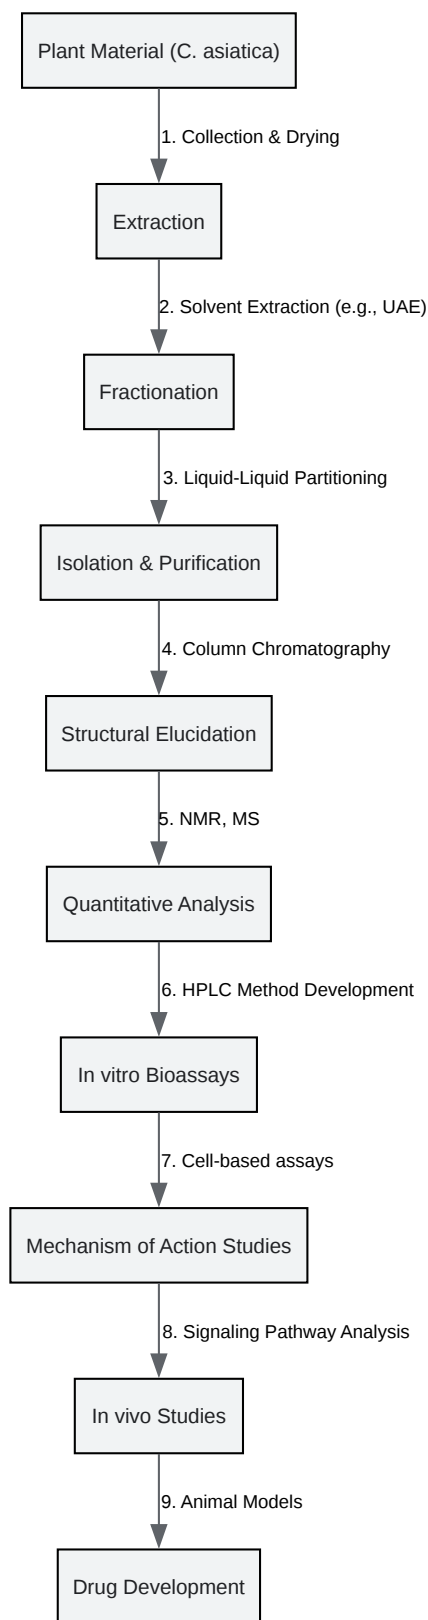 Plant Material (C. asiatica)
1. Collection & Drying
Extraction
2. Solvent Extraction (e.g., UAE)
Fractionation
3. Liquid-Liquid Partitioning
Isolation & Purification
4. Column Chromatography
Structural Elucidation
5. NMR, MS
Quantitative Analysis
6. HPLC Method Development
In vitro Bioassays
7. Cell-based assays
Mechanism of Action Studies
8. Signaling Pathway Analysis
In vivo Studies
9. Animal Models
Drug Development